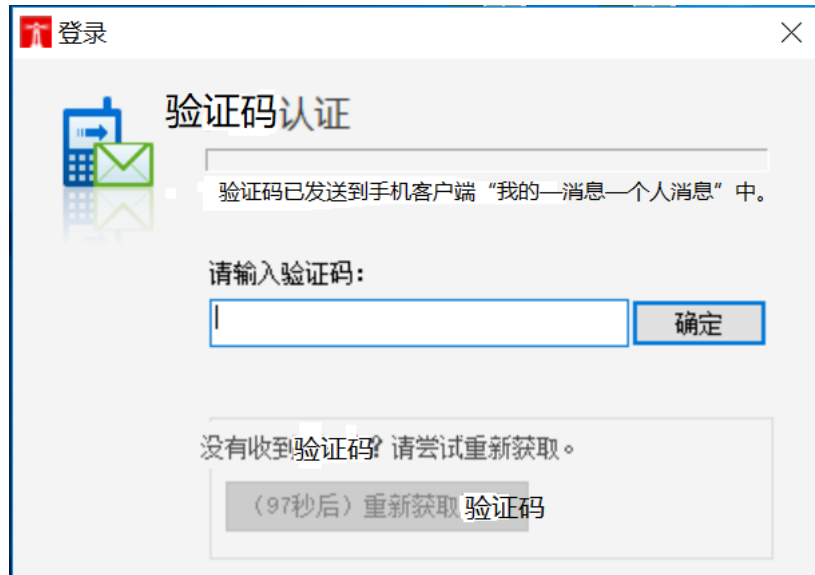 登录
验证码认证
验证码已发送到手机客户端“我的—消息—个人消息”中。
请输入验证码:
确定
没有收到验证码? 请尝试重新获取。
（97秒后）重新获取 验证码